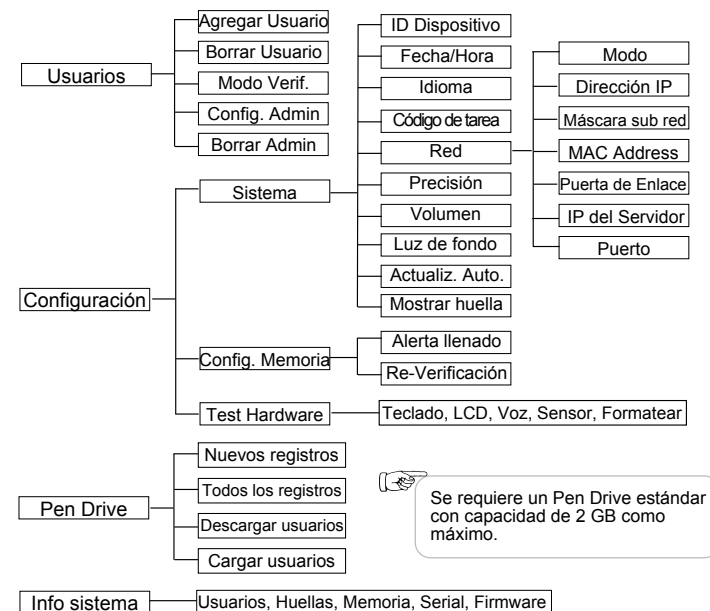 Usuarios
Agregar Usuario
Borrar Usuario
Modo Verif.
Config. Admin
Borrar Admin
Configuración
Sistema
ID Dispositivo
Fecha/Hora
Idioma
Código de tarea
Red
Precisión
Volumen
Luz de fondo
Actualiz. Auto.
Mostrar huella
Modo
Dirección IP
Máscara sub red
MAC Address
Puerta de Enlace
IP del Servidor
Puerto
Config. Memoria
Alerta llenado
Re-Verificación
Test Hardware
Teclado, LCD, Voz, Sensor, Formatear
Pen Drive
Nuevos registros
Todos los registros
Descargar usuarios
Cargar usuarios
Se requiere un Pen Drive estándar
con capacidad de 2 GB como
máximo.
Info sistema
Usuarios, Huellas, Memoria, Serial, Firmware